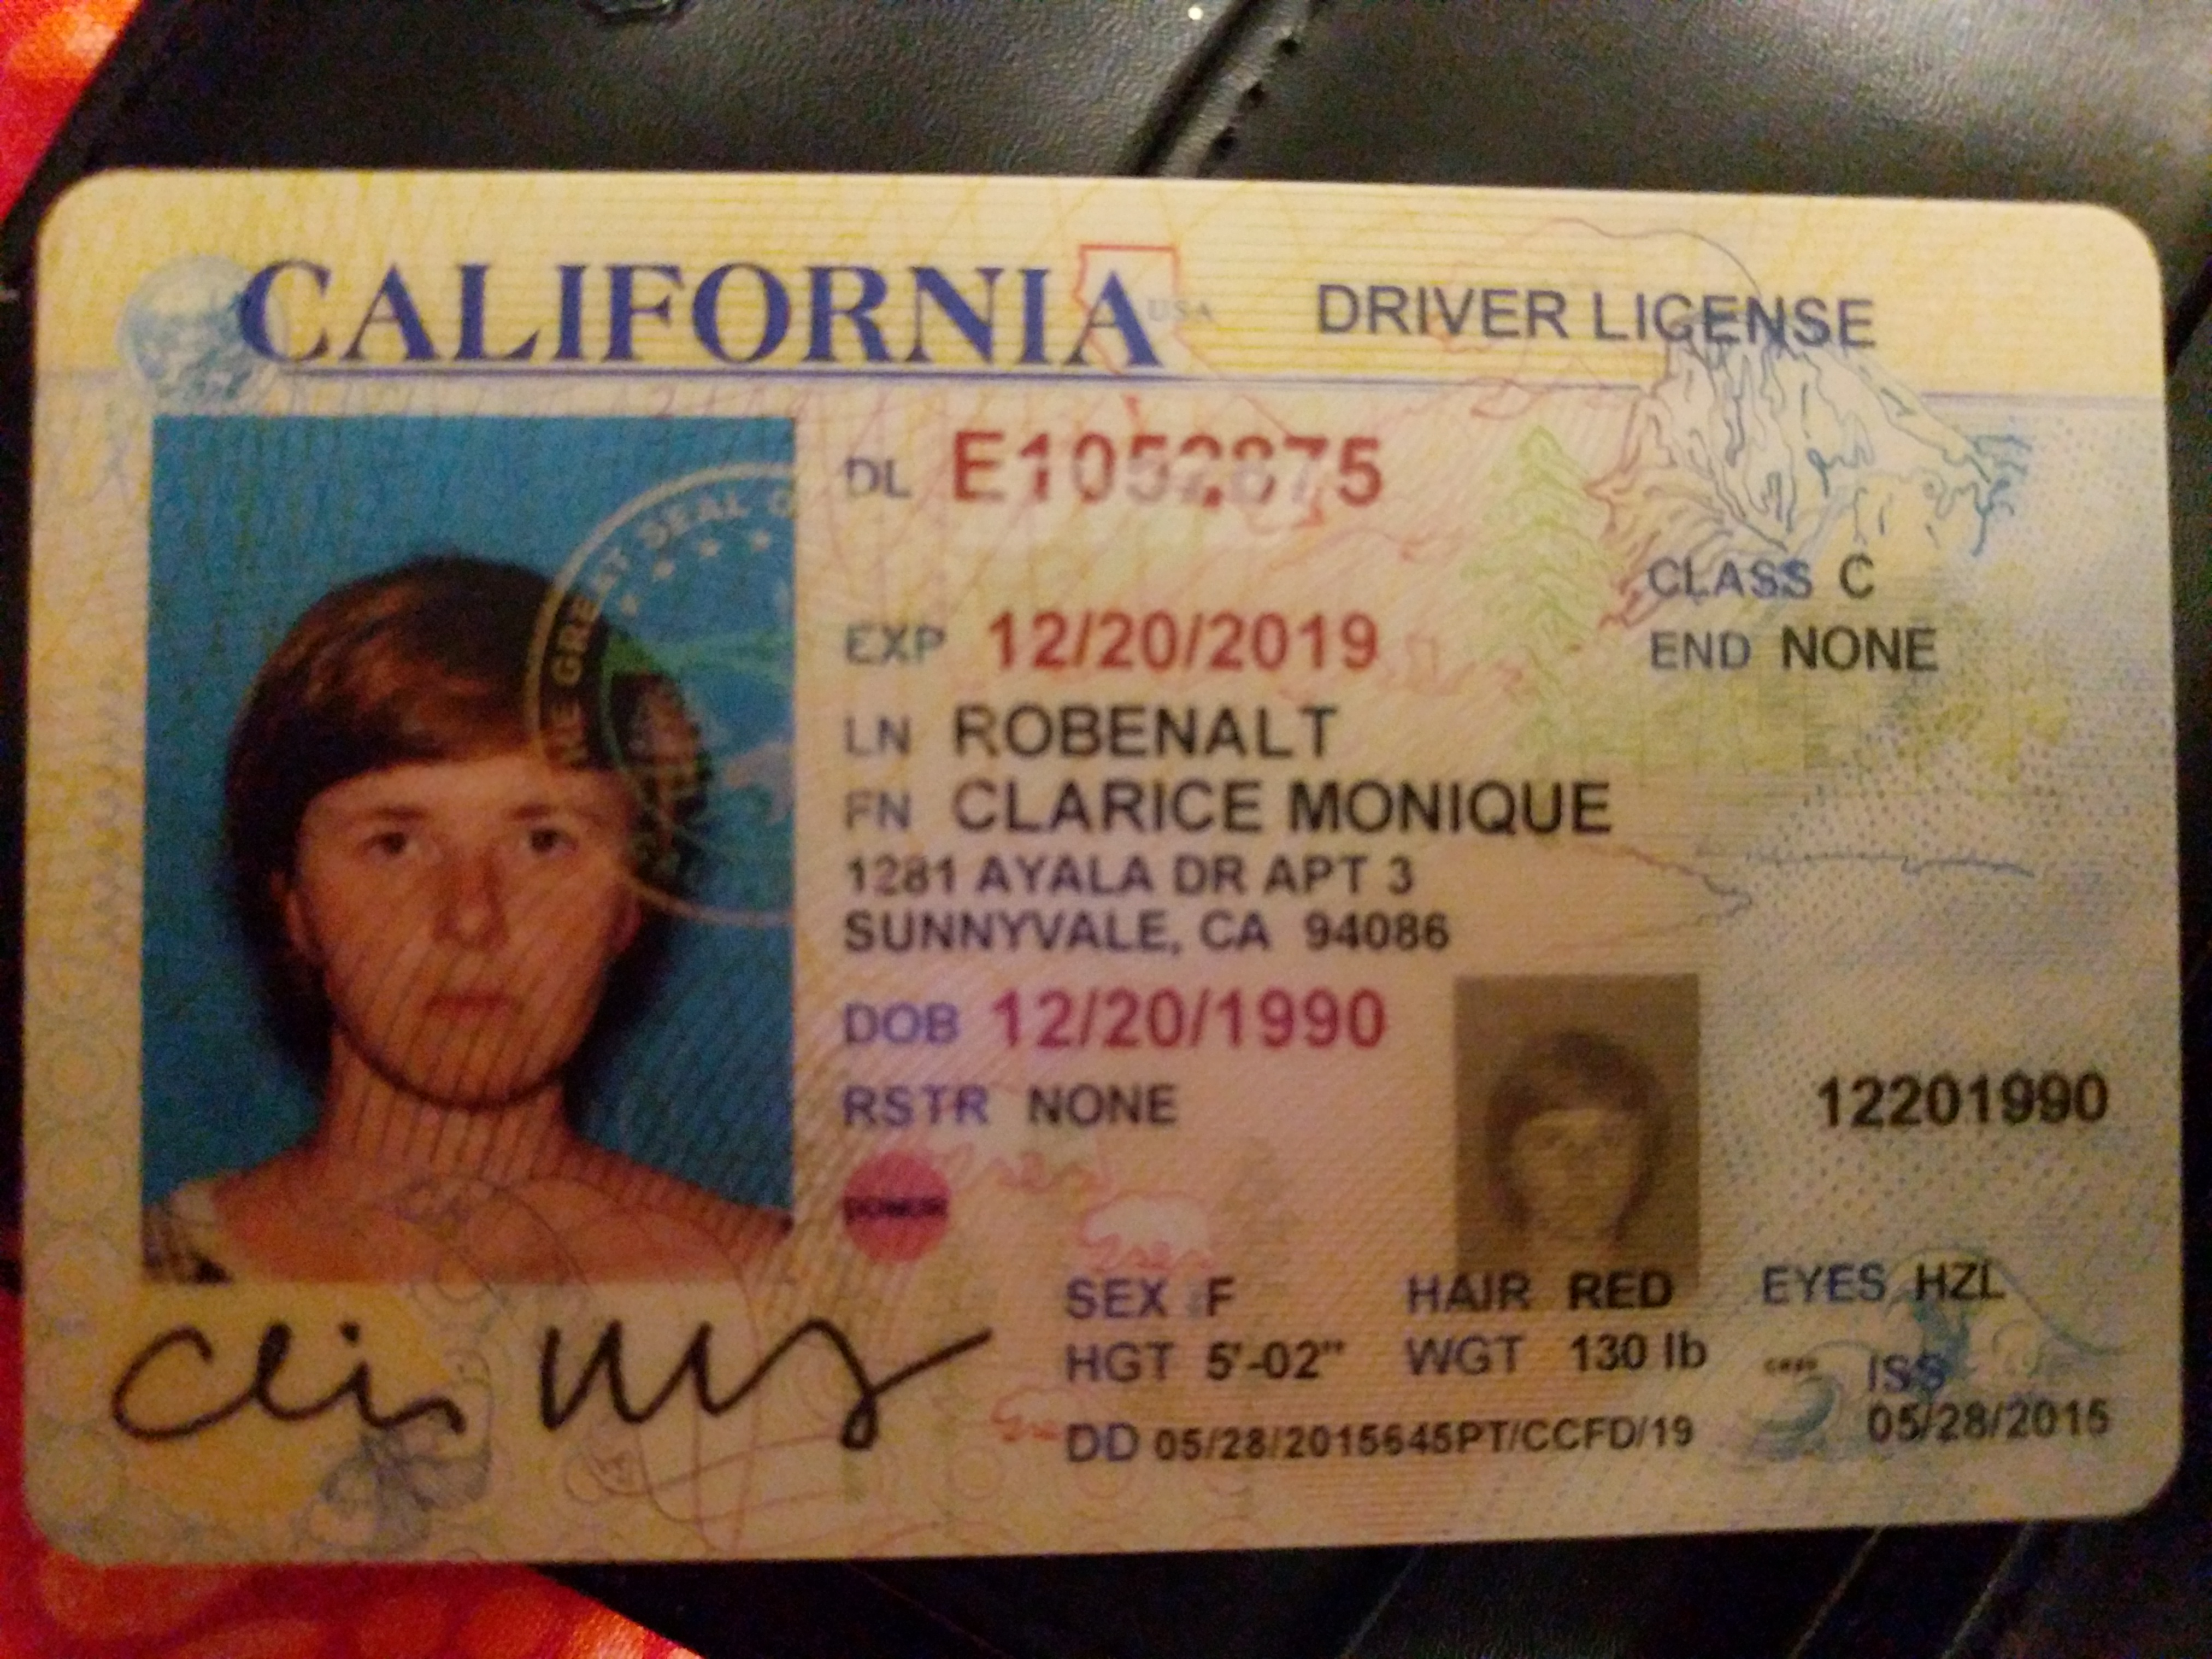 CALIFORNIA USA DRIVER LICENSE
THE GREAT SEAL O
DL E1052875
CLASS C
EXP 12/20/2019
END NONE
LN ROBENALT
FN CLARICE MONIQUE
1281 AYALA DR APT 3
SUNNYVALE, CA 94086
DOB 12/20/1990
RSTR NONE
12201990
DONOR
SEX F HAIR RED EYES HZL
HGT 5'-02" WGT 130 lb ISS
DD 05/28/2015645PT/CCFD/19 05/28/2015